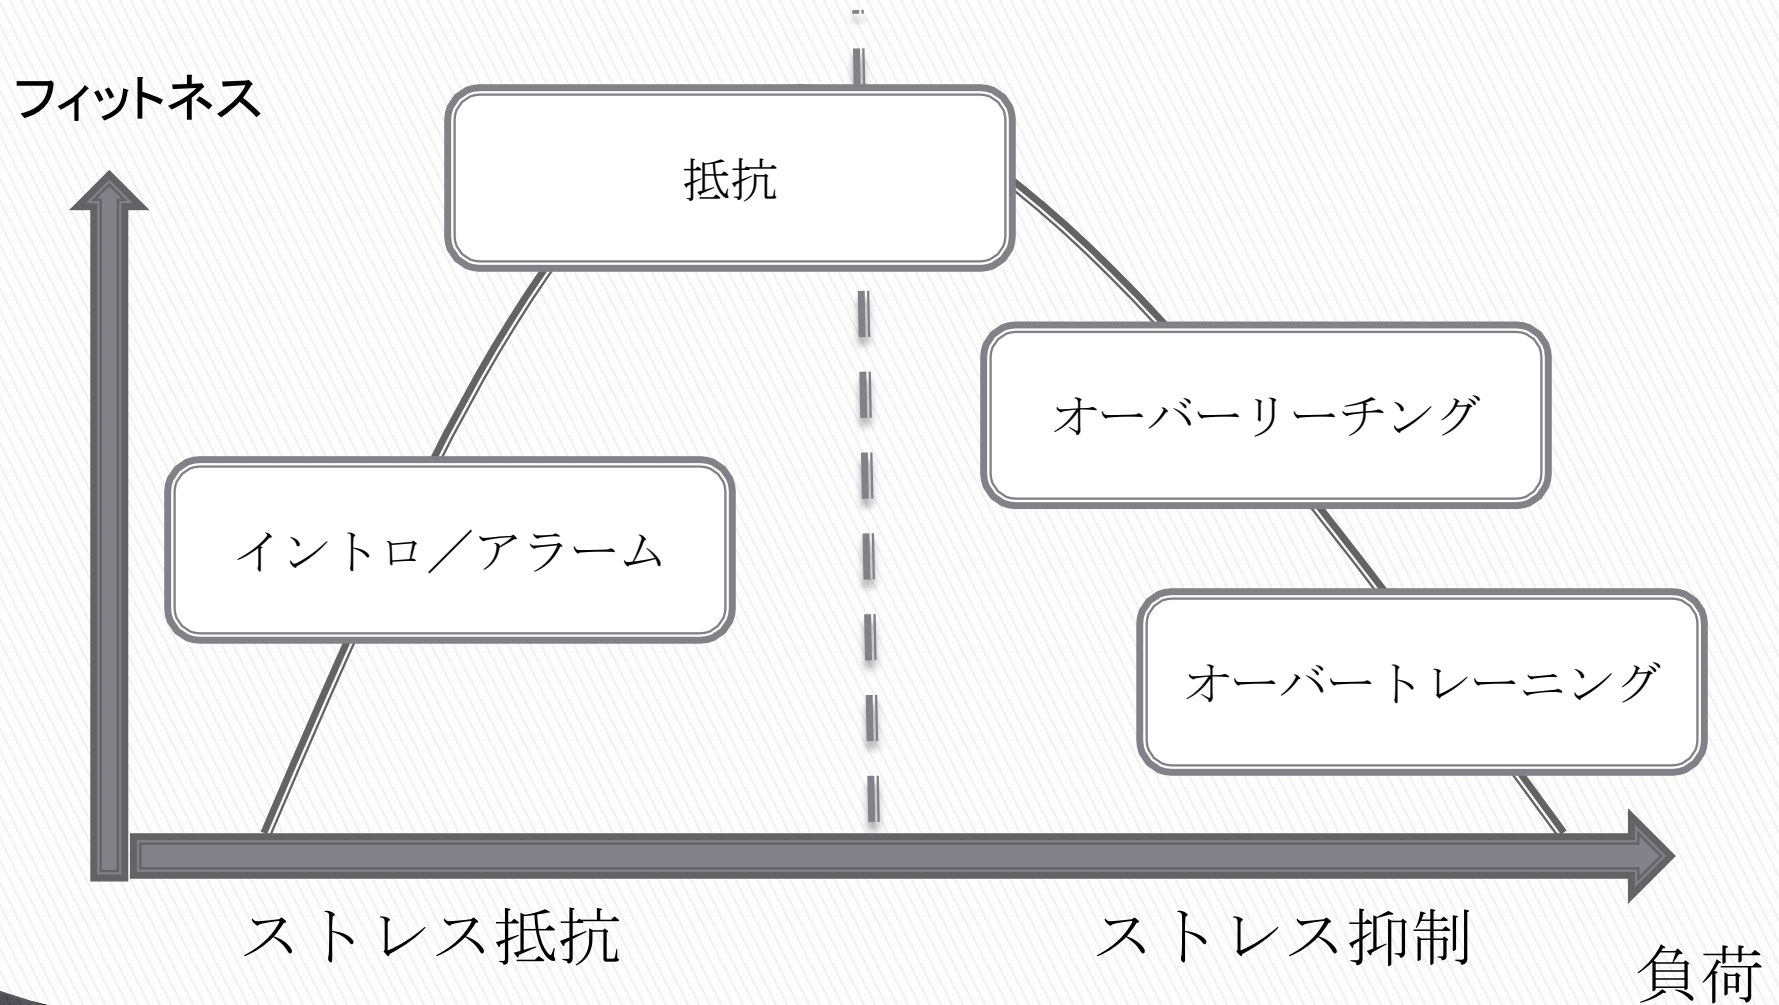 フィットネス
抵抗
オーバーリーチング
イントロ／アラーム
オーバートレーニング
ストレス抵抗
ストレス抑制
負荷